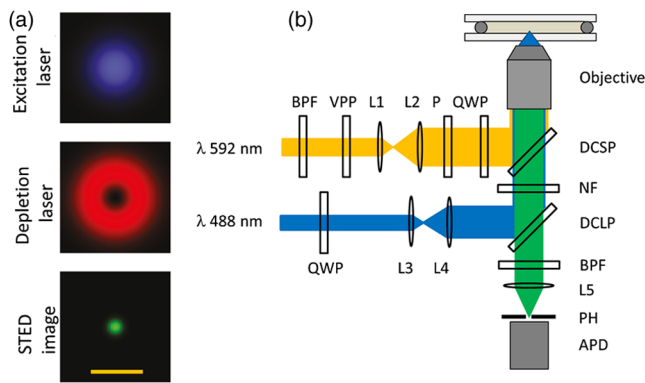 (a)
Excitation
laser
Depletion
laser
STED
image
(b)
BPF VPP L1 L2 P QWP
λ 592 nm
λ 488 nm
QWP L3 L4
Objective
DCSP
NF
DCLP
BPF
L5
PH
APD